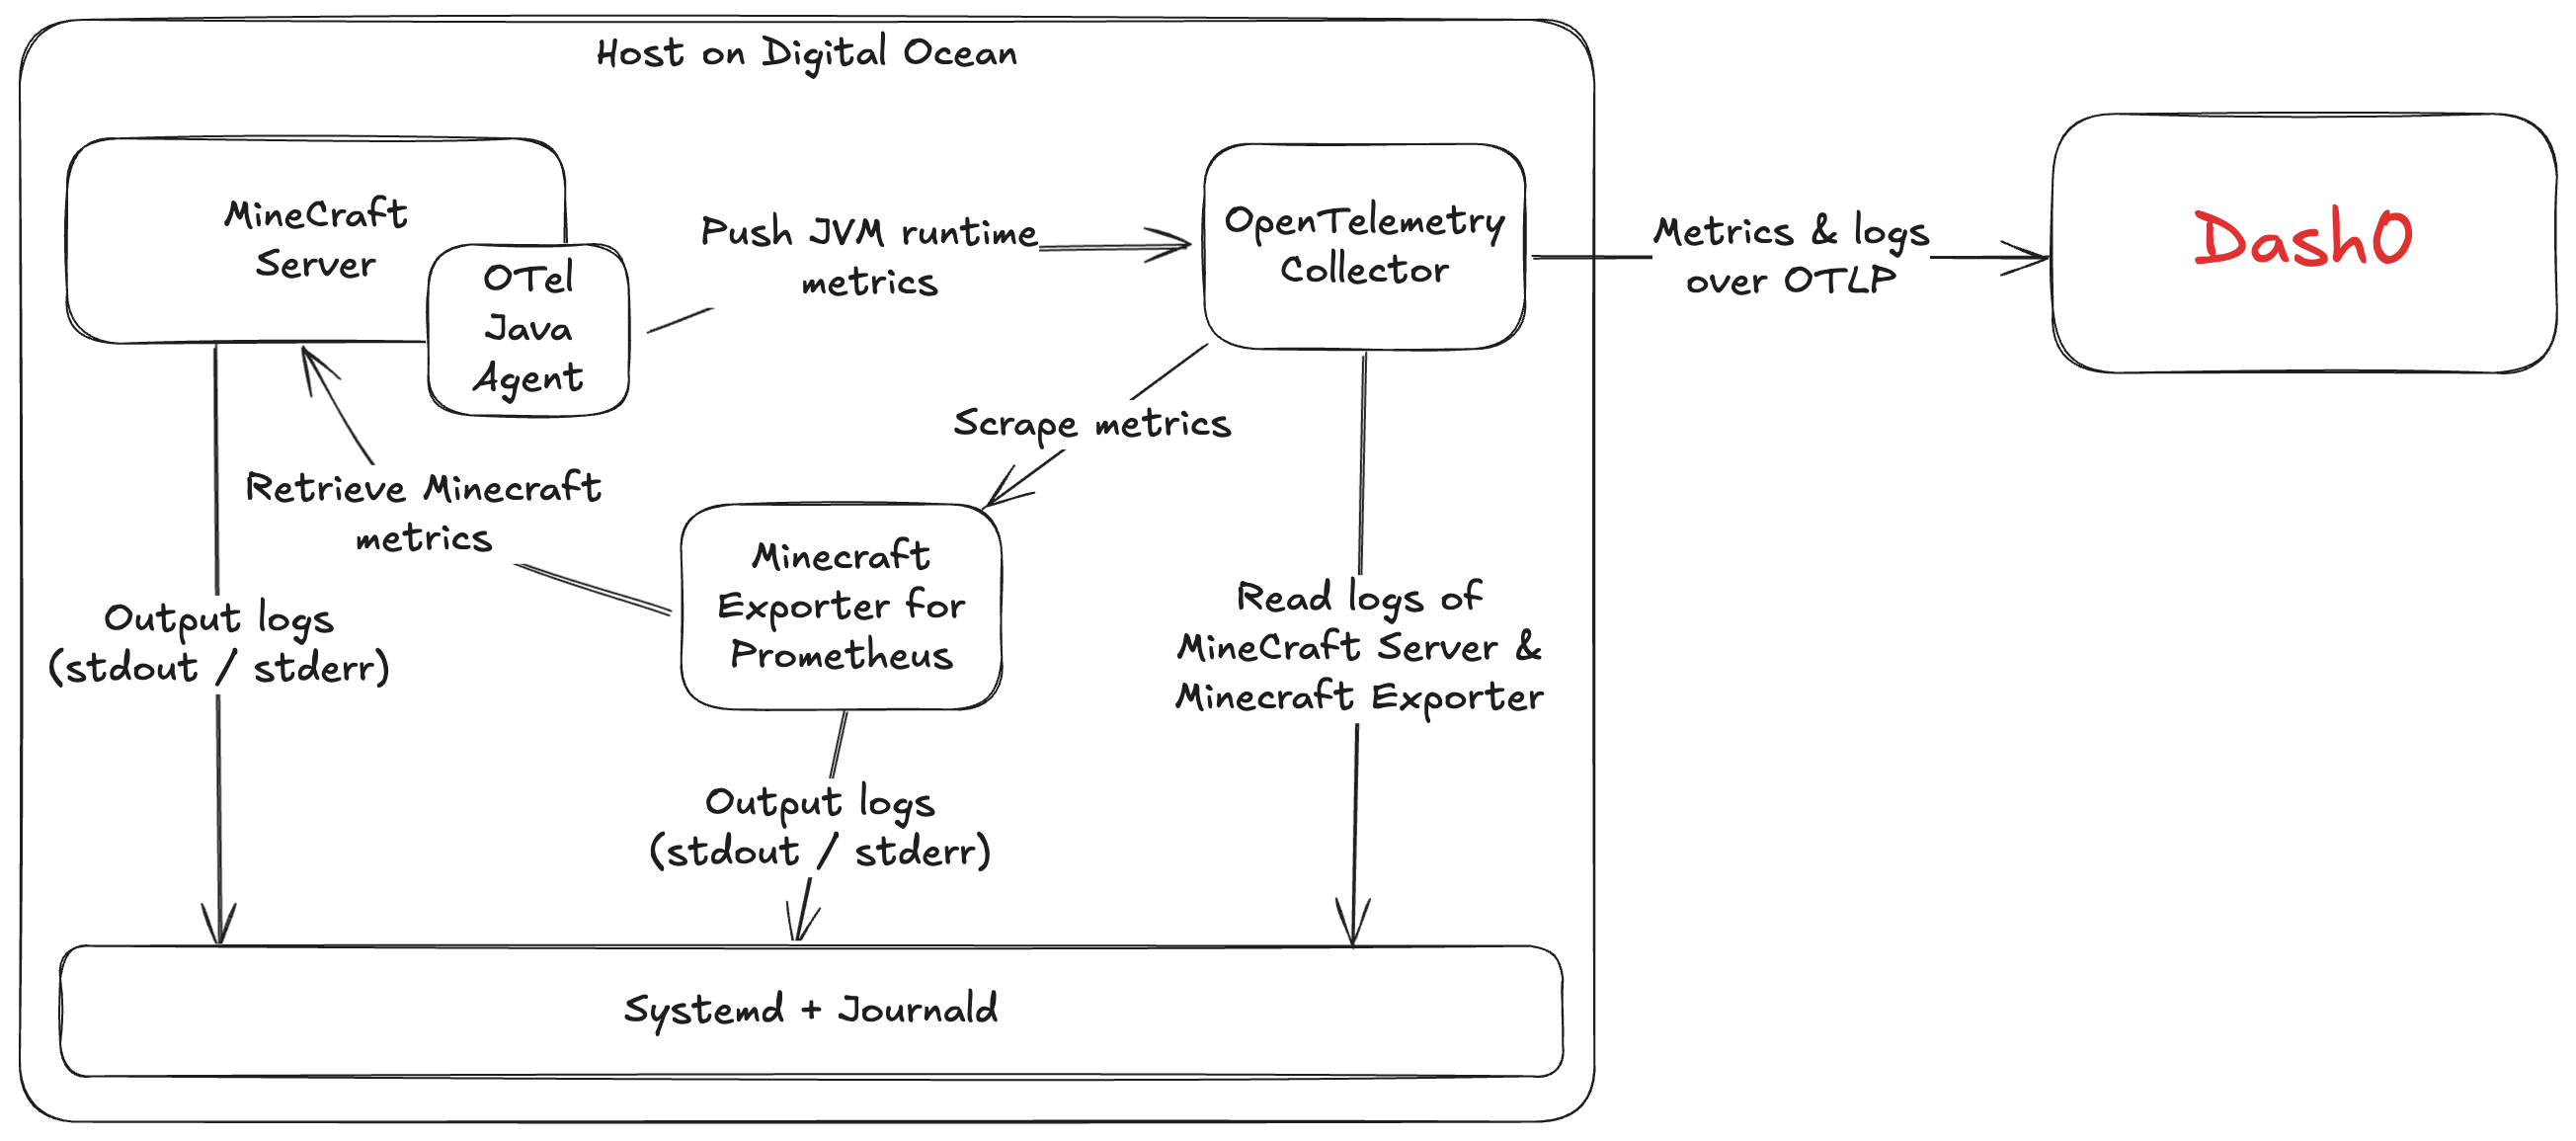 Host on Digital Ocean
MineCraft
Server
OTel
Java
Agent
Push JVM runtime
metrics
OpenTelemetry
Collector
Metrics & logs
over OTLP
Dash0
Scrape metrics
Retrieve Minecraft
metrics
Minecraft
Exporter for
Prometheus
Output logs
(stdout / stderr)
Read logs of
MineCraft Server &
Minecraft Exporter
Output logs
(stdout / stderr)
Systemd + Journald